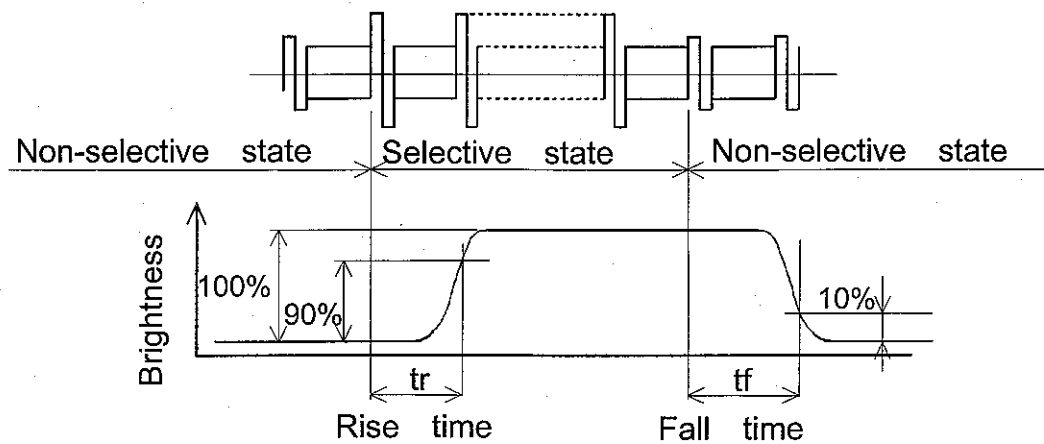 Non-selective state
Selective state
Non-selective state
Brightness
100%
90%
10%
tr
tf
Rise time
Fall time